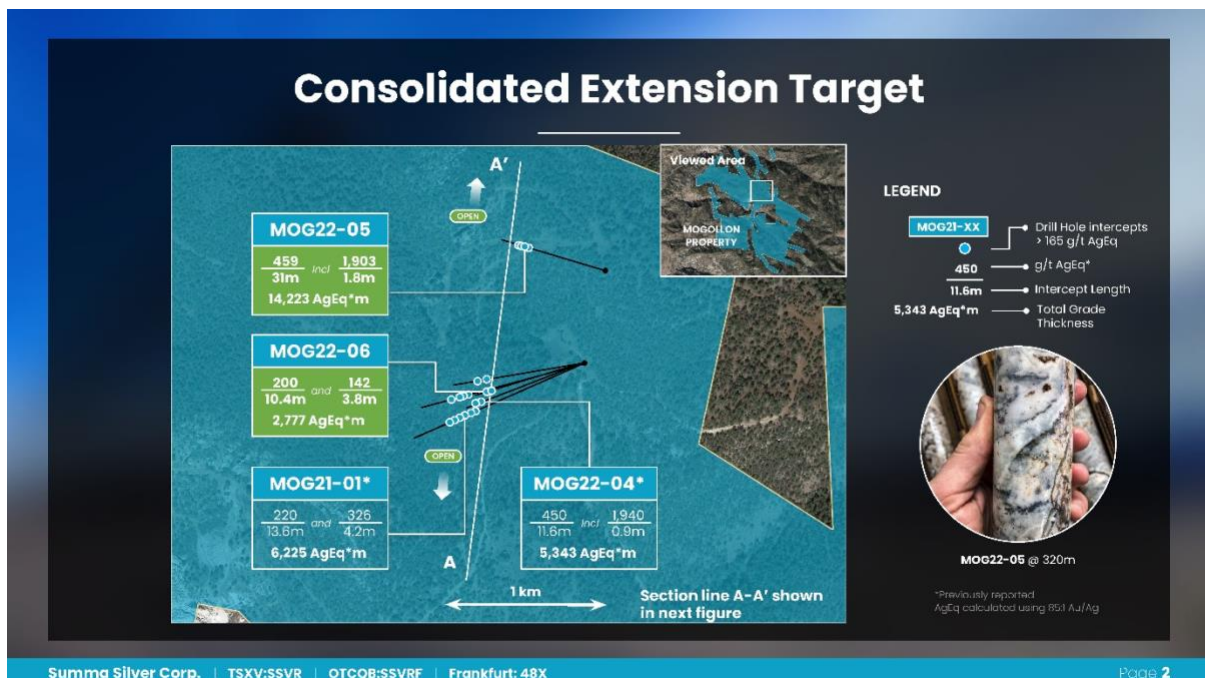 Consolidated Extension Target
A'
OPEN
MOG22-05
459 Incl 1,903
31m 1.8m
14,223 AgEq*m
MOG22-06
200 and 142
10.4m 3.8m
2,777 AgEq*m
OPEN
MOG21-01*
220 and 326
13.6m 4.2m
6,225 AgEq*m
MOG22-04*
450 Incl 1,940
11.6m 0.9m
5,343 AgEq*m
A
1 km
Section line A-A' shown
in next figure
Viewed Area
MOGOLLON
PROPERTY
LEGEND
MOG21-XX
Drill Hole intercepts
> 165 g/t AgEq
450
g/t AgEq*
11.6m
Intercept Length
5,343 AgEq*m
Total Grade
Thickness
MOG22-05 @ 320m
*Previously reported
AgEq calculated using 85:1 Au/Ag
Summa Silver Corp. | TSXV:SSVR | OTCQB:SSVRF | Frankfurt: 48X
Page 2